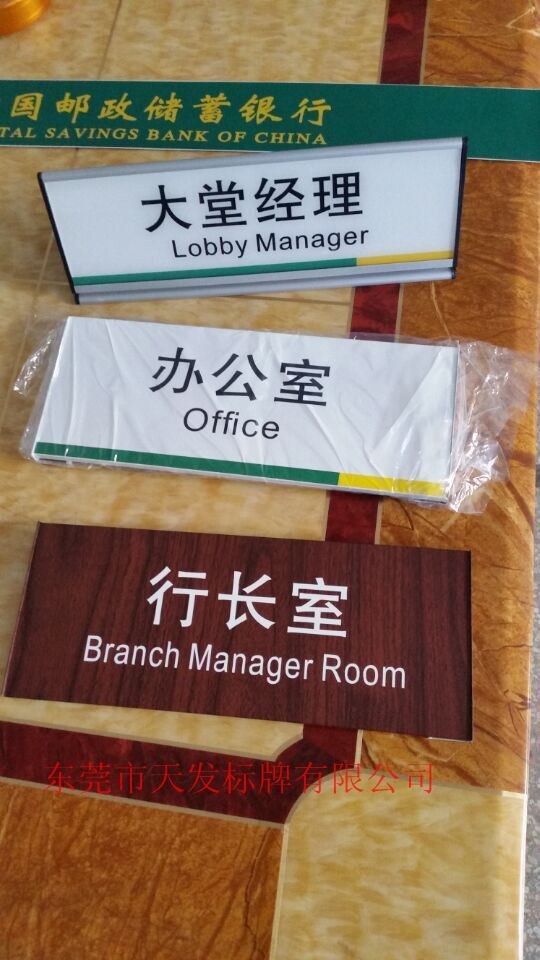 国邮政储蓄银行
TAL SAVINGS BANK OF CHINA
大堂经理
Lobby Manager
办公室
Office
行长室
Branch Manager Room
东莞市天发标牌有限公司